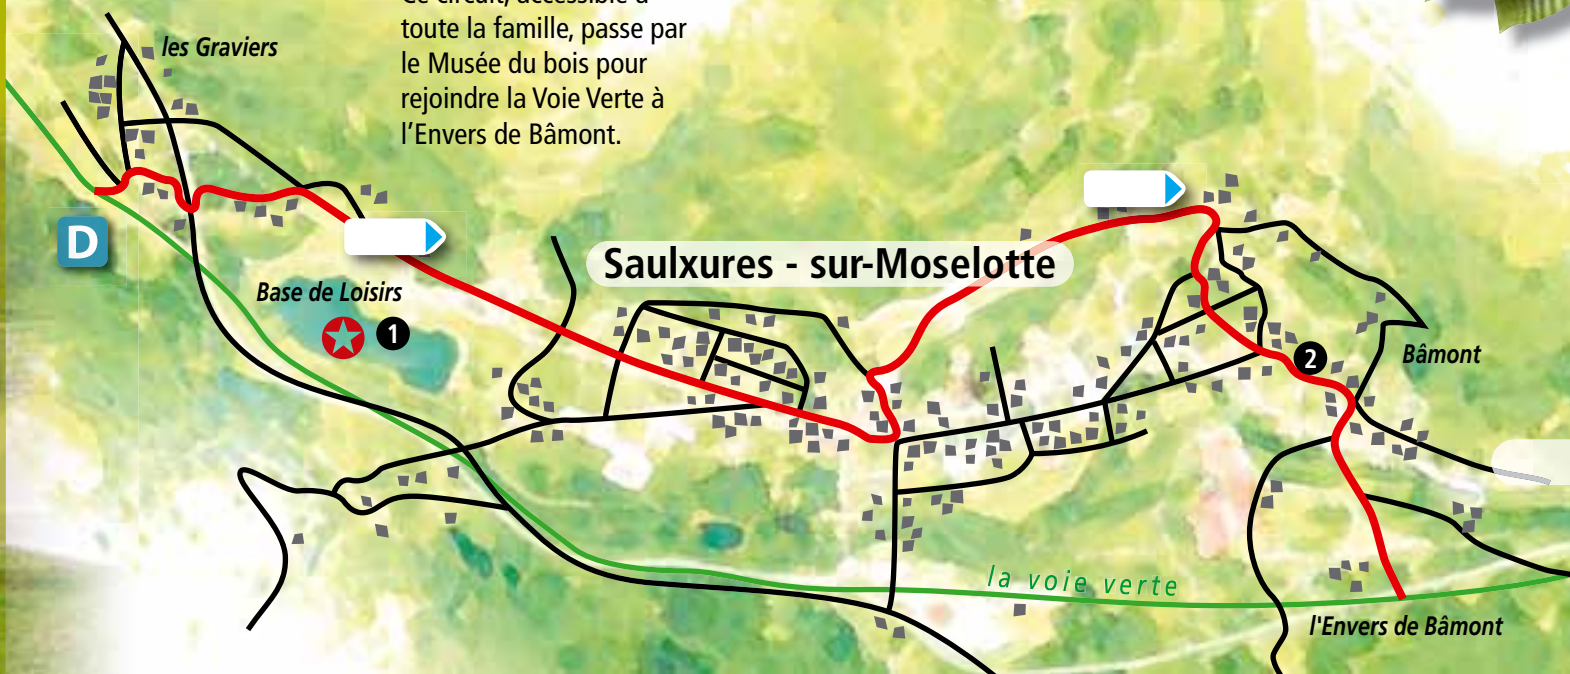 toute la famille, passe par
le Musée du bois pour
rejoindre la Voie Verte à
l'Envers de Bâmont.
les Graviers
D
Saulxures - sur-Moselotte
Base de Loisirs
1
2
Bâmont
la voie verte
l'Envers de Bâmont